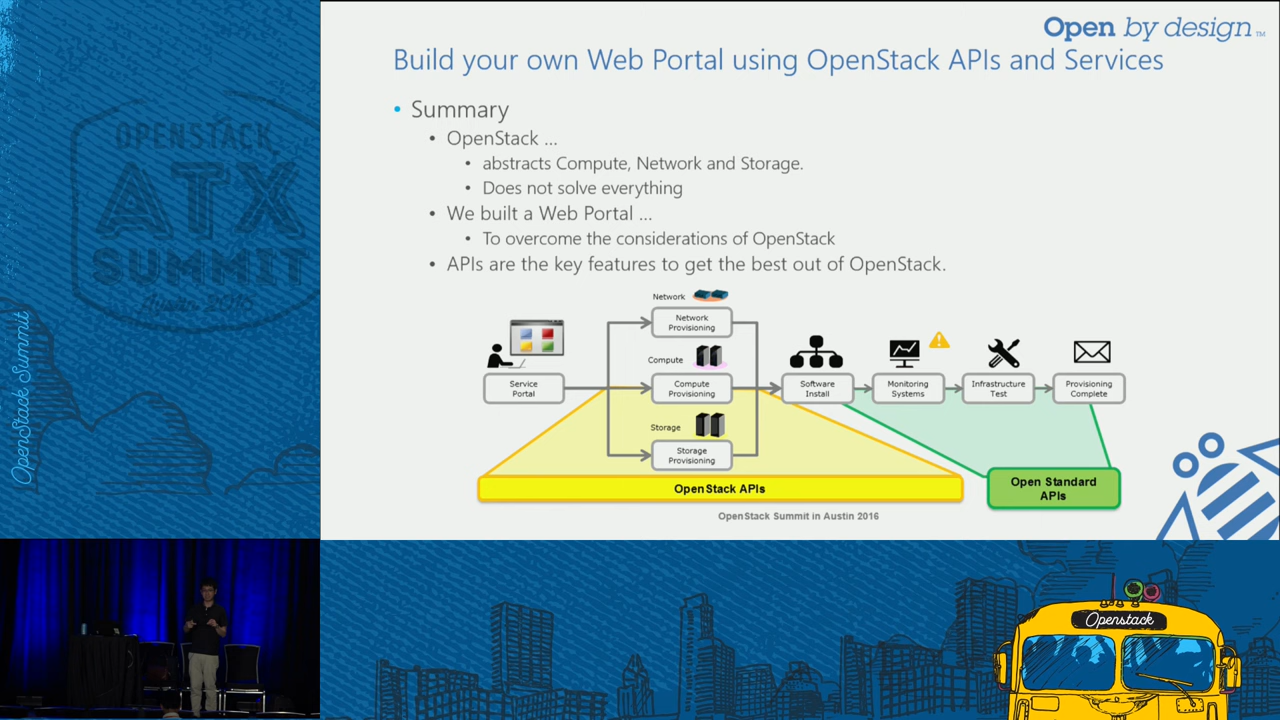 Open by design™
Build your own Web Portal using OpenStack APIs and Services
• Summary
• OpenStack ...
• abstracts Compute, Network and Storage.
• Does not solve everything
• We built a Web Portal ...
• To overcome the considerations of OpenStack
• APIs are the key features to get the best out of OpenStack.
Network
Network
Provisioning
Compute
Service
Portal
Compute
Provisioning
Software
Install
Monitoring
Systems
Infrastructure
Test
Provisioning
Complete
Storage
Storage
Provisioning
OpenStack APIs
Open Standard
APIs
OpenStack Summit in Austin 2016
OPENSTACK
ATX
SUMMIT
Austin 2016
OpenStack Summit
Openstack